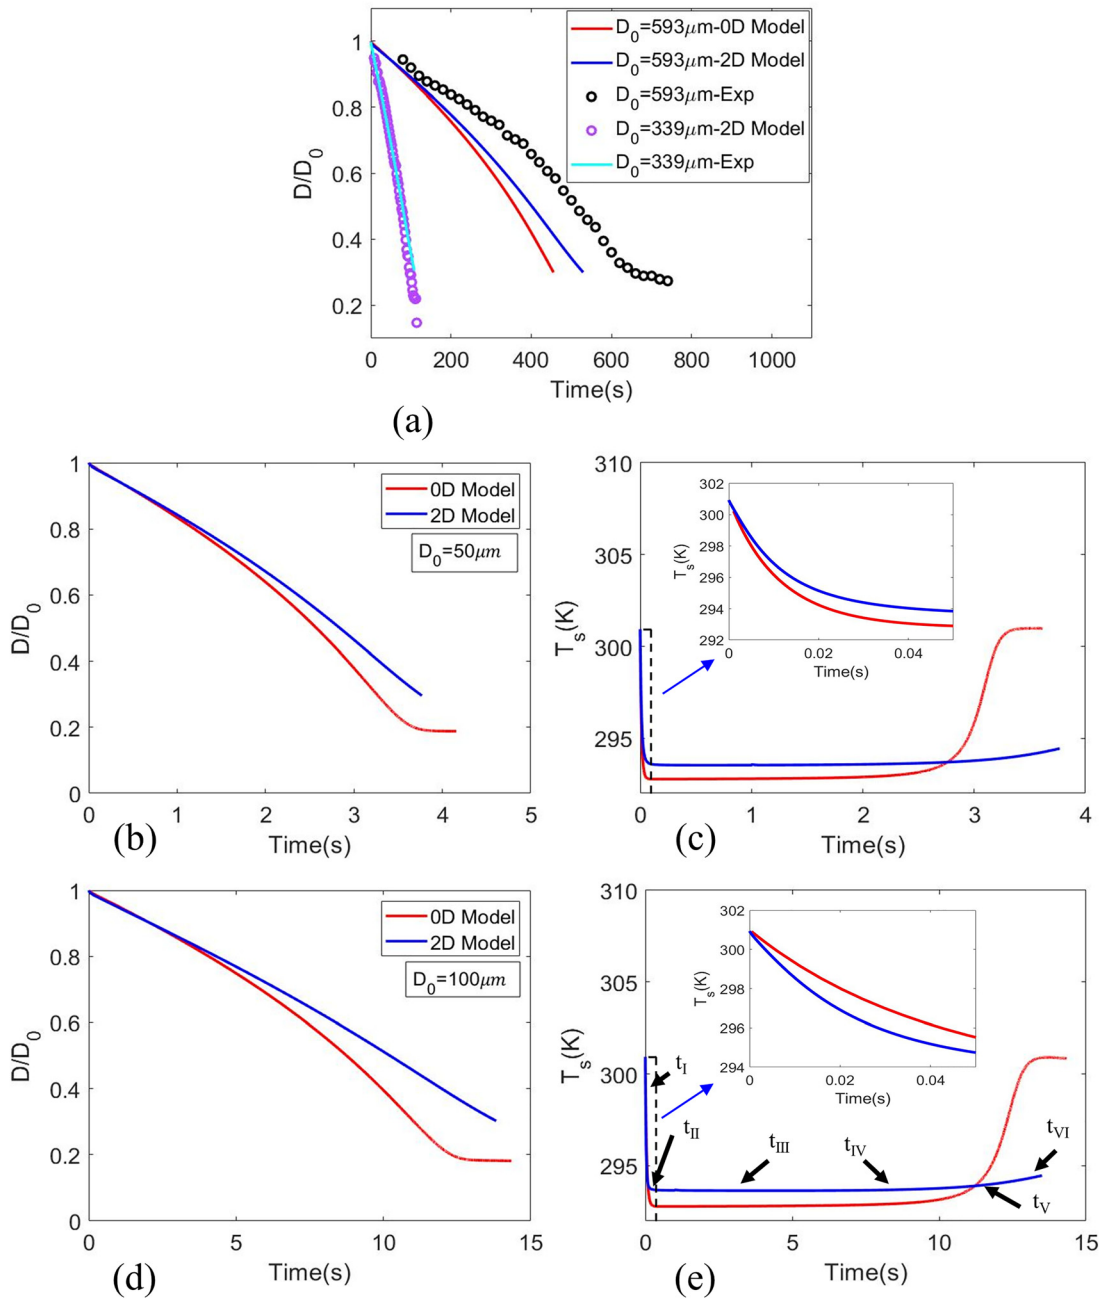 D0=593μm-0D Model
D0=593μm-2D Model
D0=593μm-Exp
D0=339μm-2D Model
D0=339μm-Exp
1
0.8
0.6
0.4
0.2
D/D0
0 200 400 600 800 1000
Time(s)
(a)
1
0.8
0.6
0.4
0.2
0
D/D0
0D Model
2D Model
D0=50μm
0 1 2 3 4 5
Time(s)
(b)
310
305
300
295
Ts(K)
302
300
298
296
294
292
Ts(K)
0 0.02 0.04
Time(s)
0 1 2 3 4
Time(s)
(c)
1
0.8
0.6
0.4
0.2
0
D/D0
0D Model
2D Model
D0=100μm
0 5 10 15
Time(s)
(d)
310
305
300
295
Ts(K)
302
300
298
296
294
Ts(K)
0 0.02 0.04
Time(s)
tI
tII
tIII
tIV
tVI
tV
0 5 10 15
Time(s)
(e)